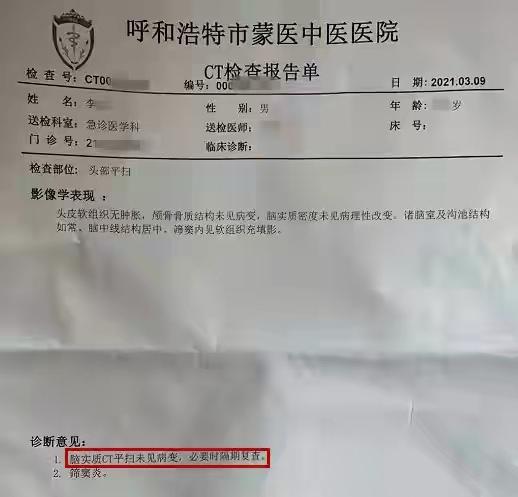 呼和浩特市蒙医中医医院
CT检查报告单
检查号:CT00 编号:000 日期:2021.03.09
姓名:李 性别:男 年龄: 岁
送检科室:急诊医学科 送检医师: 床号:
门诊号:21 临床诊断:
检查部位:头部平扫
影像学表现:
头皮软组织无肿胀,颅骨骨质结构未见病变,脑实质密度未见病理性改变。诸脑室及沟池结构
如常,脑中线结构居中。筛窦内见软组织充填影。
诊断意见:
1. 脑实质CT平扫未见病变,必要时隔期复查。
2. 筛窦炎。